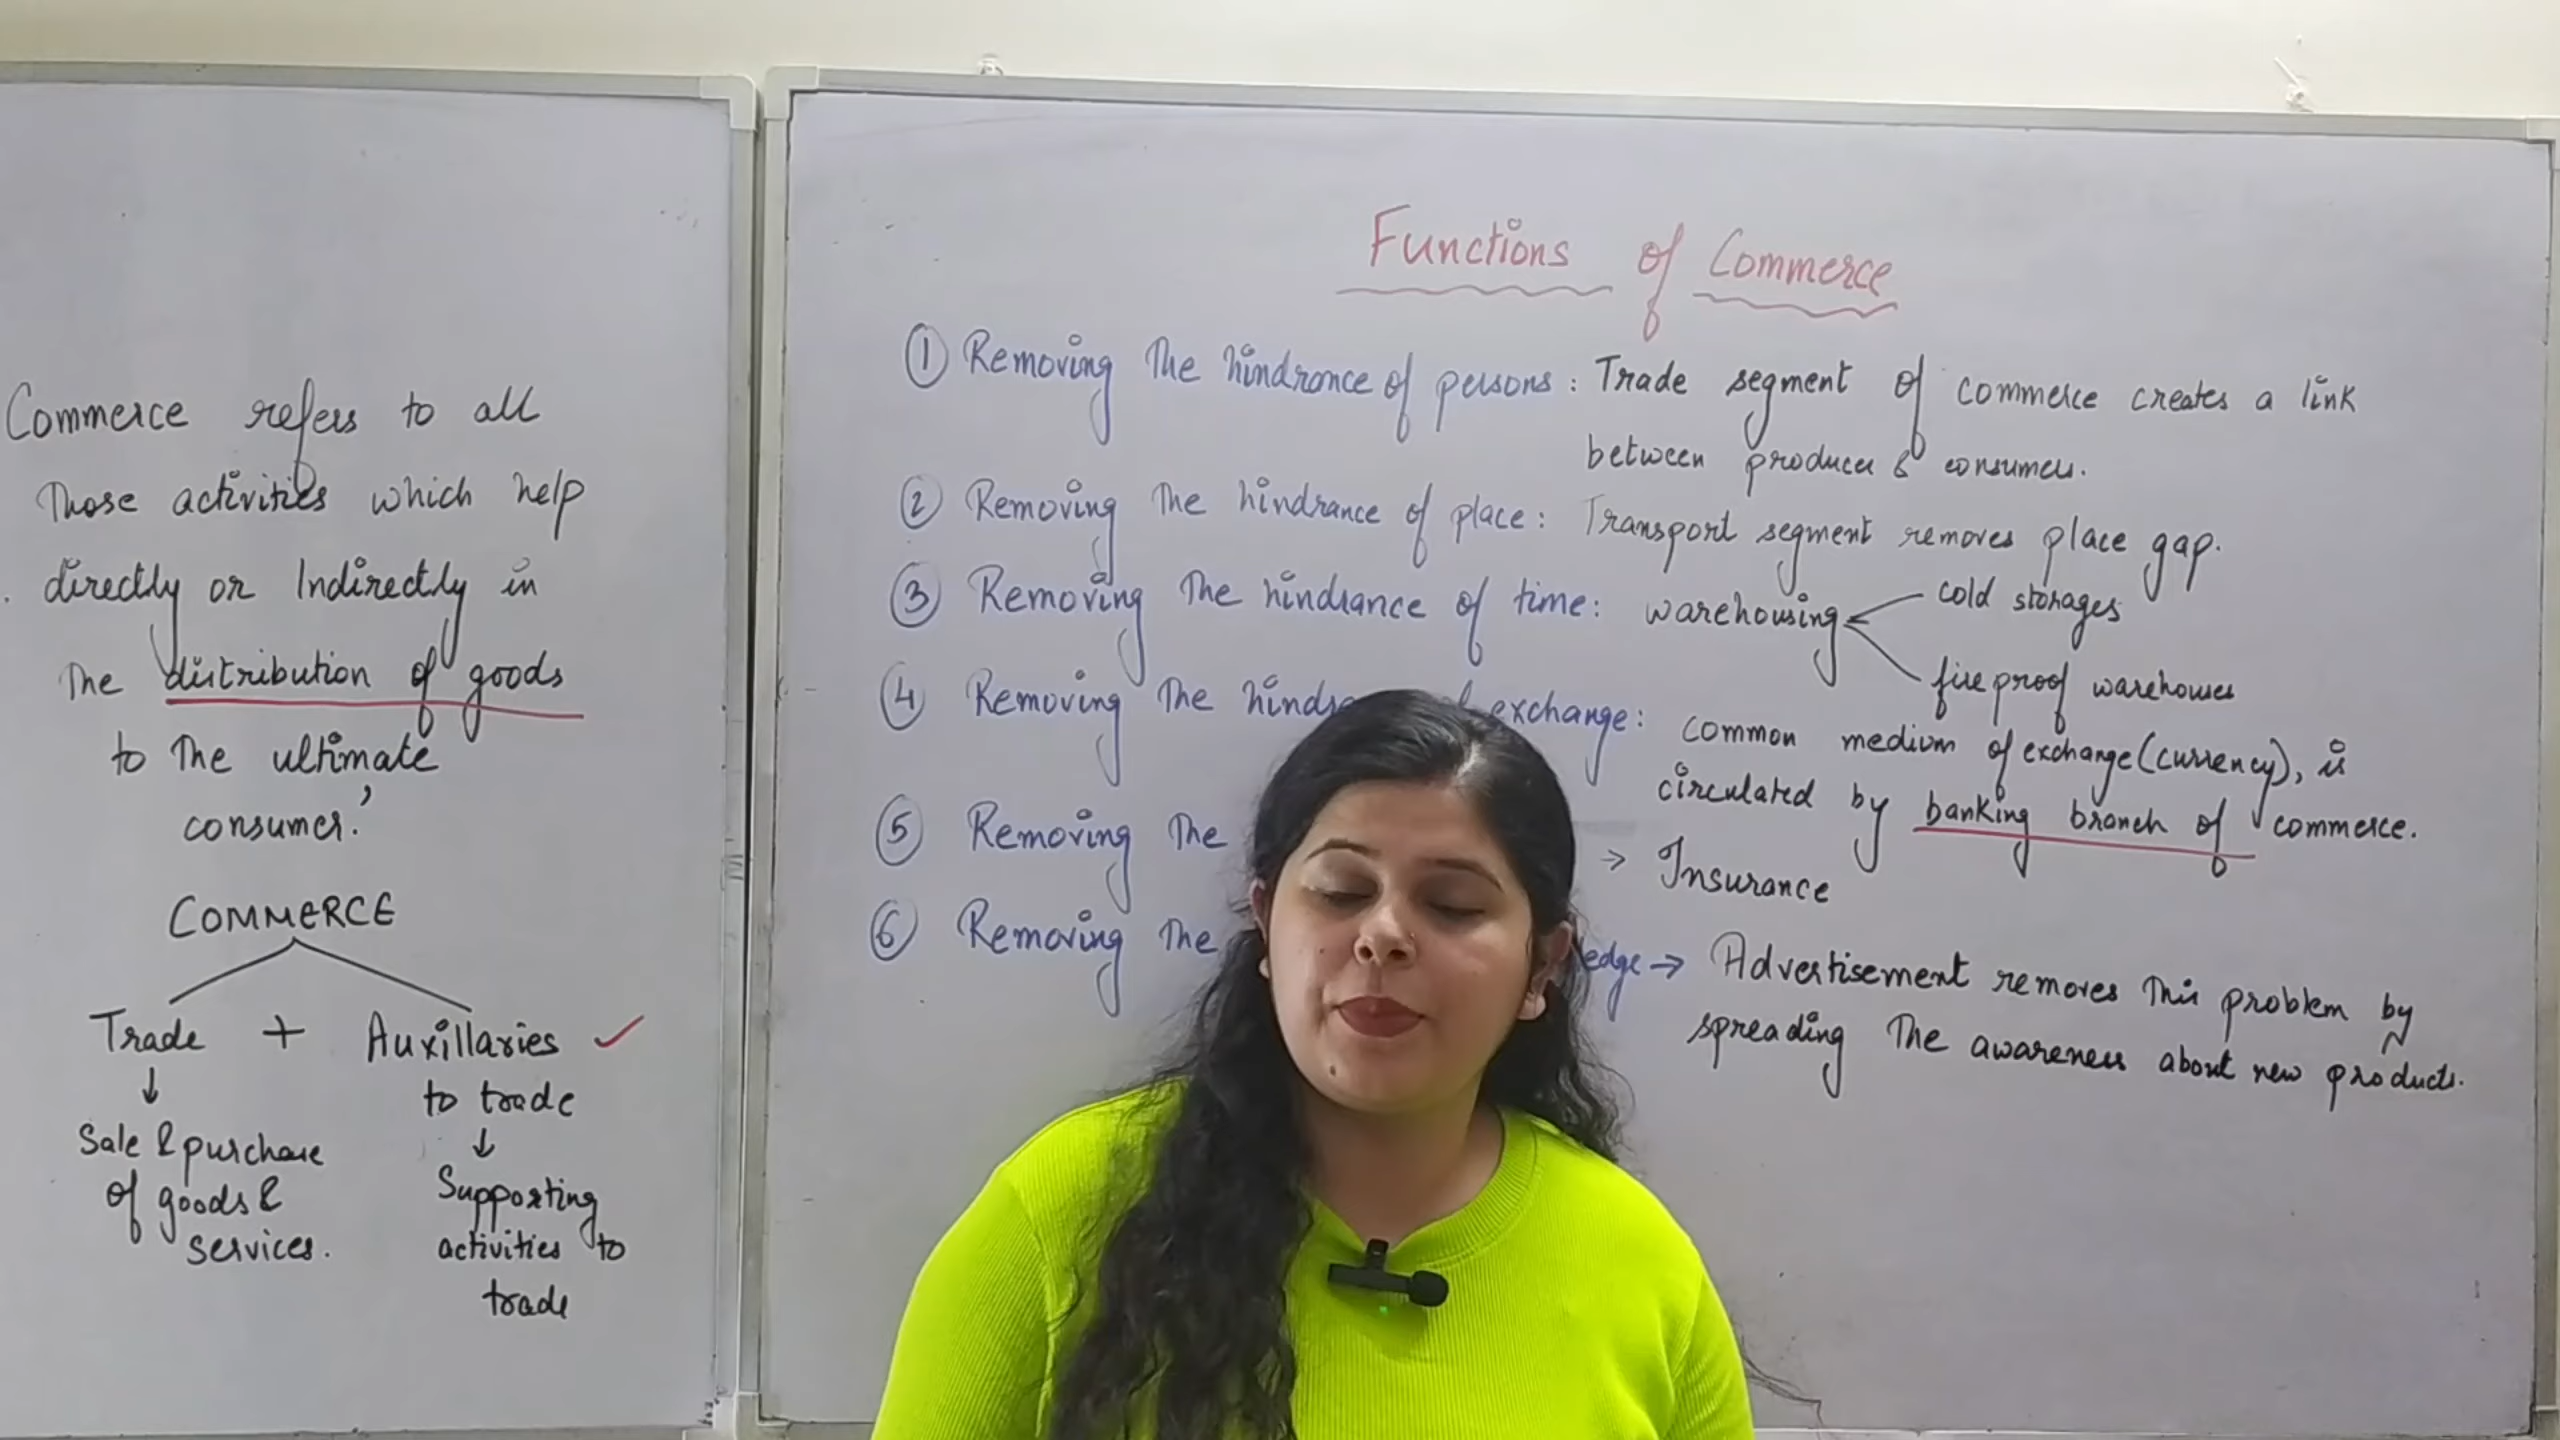 Commerce refers to all
Those activities which help
directly or Indirectly in
The distribution of goods
to The ultimate
consumer.'
COMMERCE
Trade + Auxillaries ✓
to trade
↓ ↓
Sale & purchase
of goods &
services.
Supporting
activities to
trade
Functions of Commerce
① Removing The hindrance of persons : Trade segment of commerce creates a link
between producer & consumer.
② Removing The hindrance of place : Transport segment removes place gap.
③ Removing The hindrance of time : warehousing
cold storages
fire proof warehouses
④ Removing The exchange : common medium of exchange (currency), is
circulated by banking branch of commerce.
⑤ Removing The → Insurance
⑥ Removing The → Advertisement removes This problem by
spreading The awareness about new products.